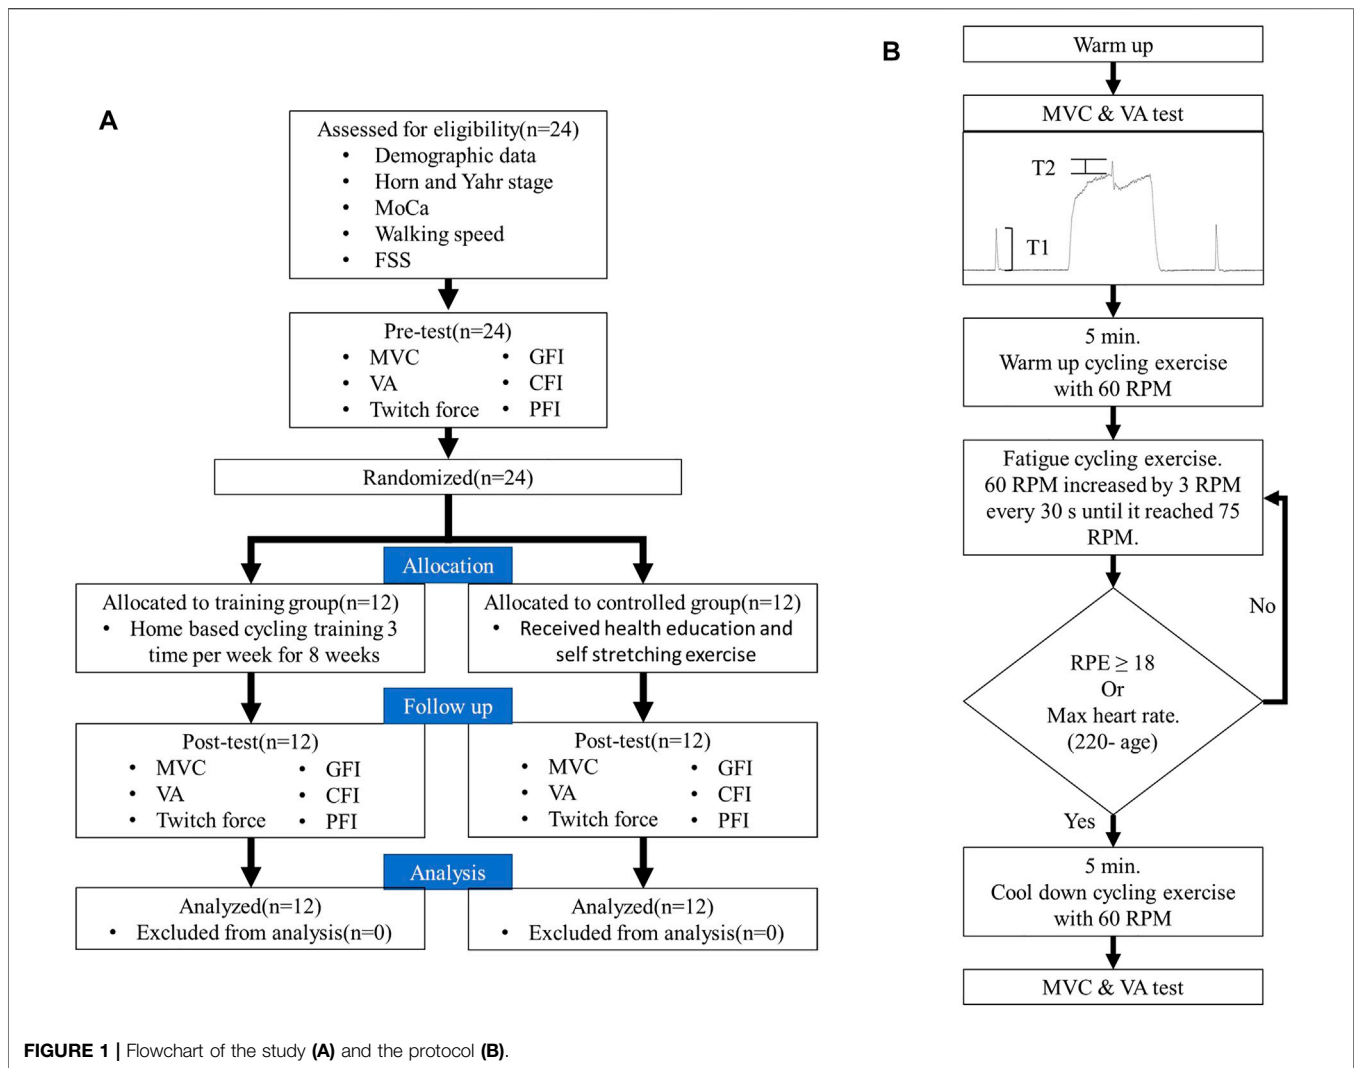 A
Assessed for eligibility(n=24)
• Demographic data
• Horn and Yahr stage
• MoCa
• Walking speed
• FSS
Pre-test(n=24)
• MVC
• VA
• Twitch force
• GFI
• CFI
• PFI
Randomized(n=24)
Allocation
Allocated to training group(n=12)
• Home based cycling training 3
time per week for 8 weeks
Allocated to controlled group(n=12)
• Received health education and
self stretching exercise
Follow up
Post-test(n=12)
• MVC
• VA
• Twitch force
• GFI
• CFI
• PFI
Post-test(n=12)
• MVC
• VA
• Twitch force
• GFI
• CFI
• PFI
Analysis
Analyzed(n=12)
• Excluded from analysis(n=0)
Analyzed(n=12)
• Excluded from analysis(n=0)
B
Warm up
MVC & VA test
T2
T1
5 min.
Warm up cycling exercise
with 60 RPM
Fatigue cycling exercise.
60 RPM increased by 3 RPM
every 30 s until it reached 75
RPM.
No
RPE ≥ 18
Or
Max heart rate.
(220- age)
Yes
5 min.
Cool down cycling exercise
with 60 RPM
MVC & VA test
FIGURE 1 | Flowchart of the study (A) and the protocol (B).